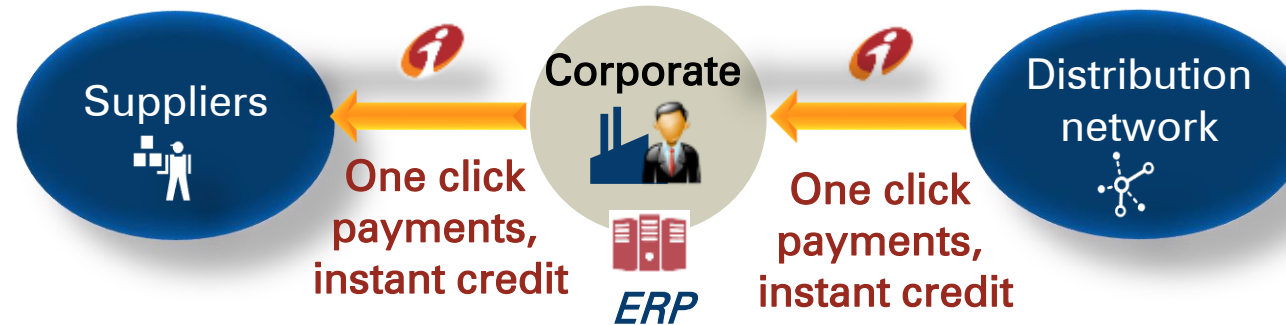 Suppliers
One click
payments,
instant credit
Corporate
ERP
One click
payments,
instant credit
Distribution
network